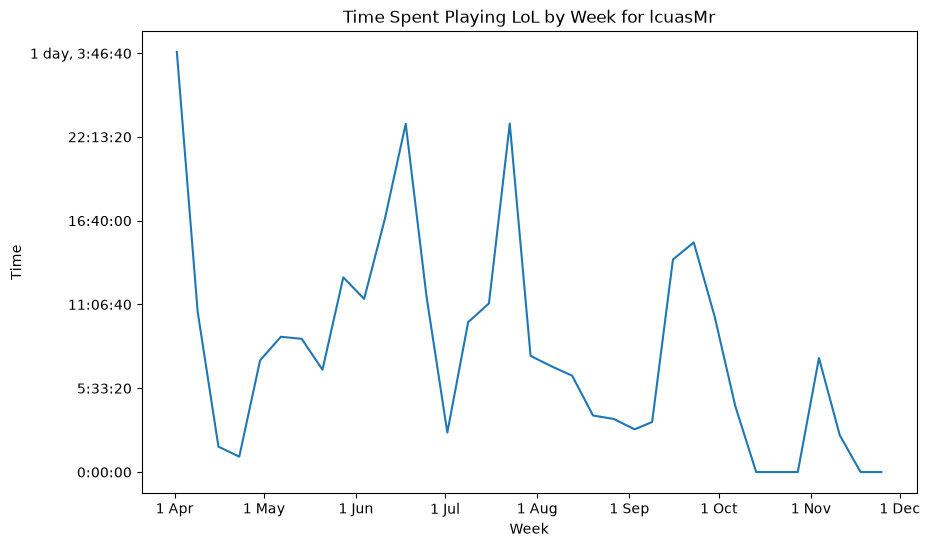 Time Spent Playing LoL by Week for lcuasMr
1 day, 3:46:40
22:13:20
16:40:00
11:06:40
5:33:20
0:00:00
Time
1 Apr 1 May 1 Jun 1 Jul 1 Aug 1 Sep 1 Oct 1 Nov 1 Dec
Week